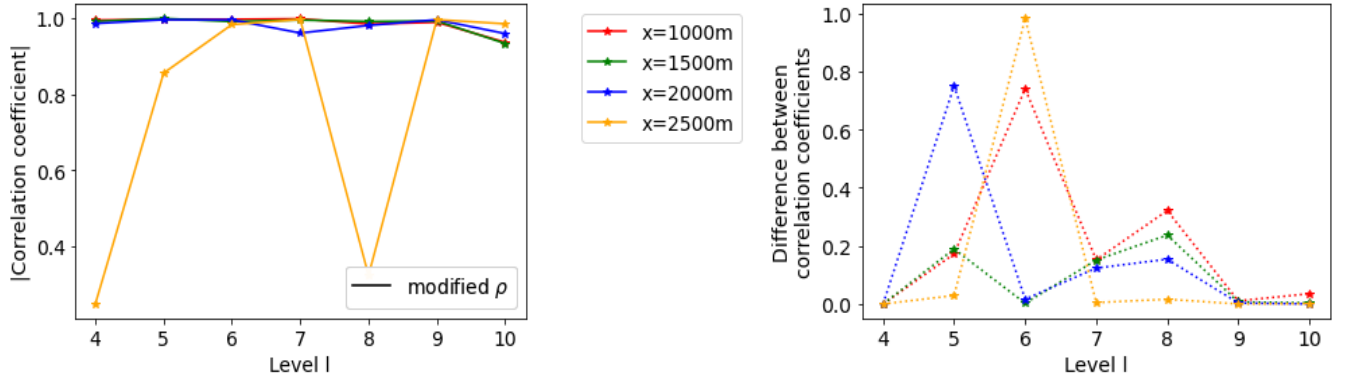 |Correlation coefficient|
1.0
0.8
0.6
0.4
4 5 6 7 8 9 10
Level l
modified ρ
x=1000m
x=1500m
x=2000m
x=2500m
Difference between
correlation coefficients
1.0
0.8
0.6
0.4
0.2
0.0
4 5 6 7 8 9 10
Level l